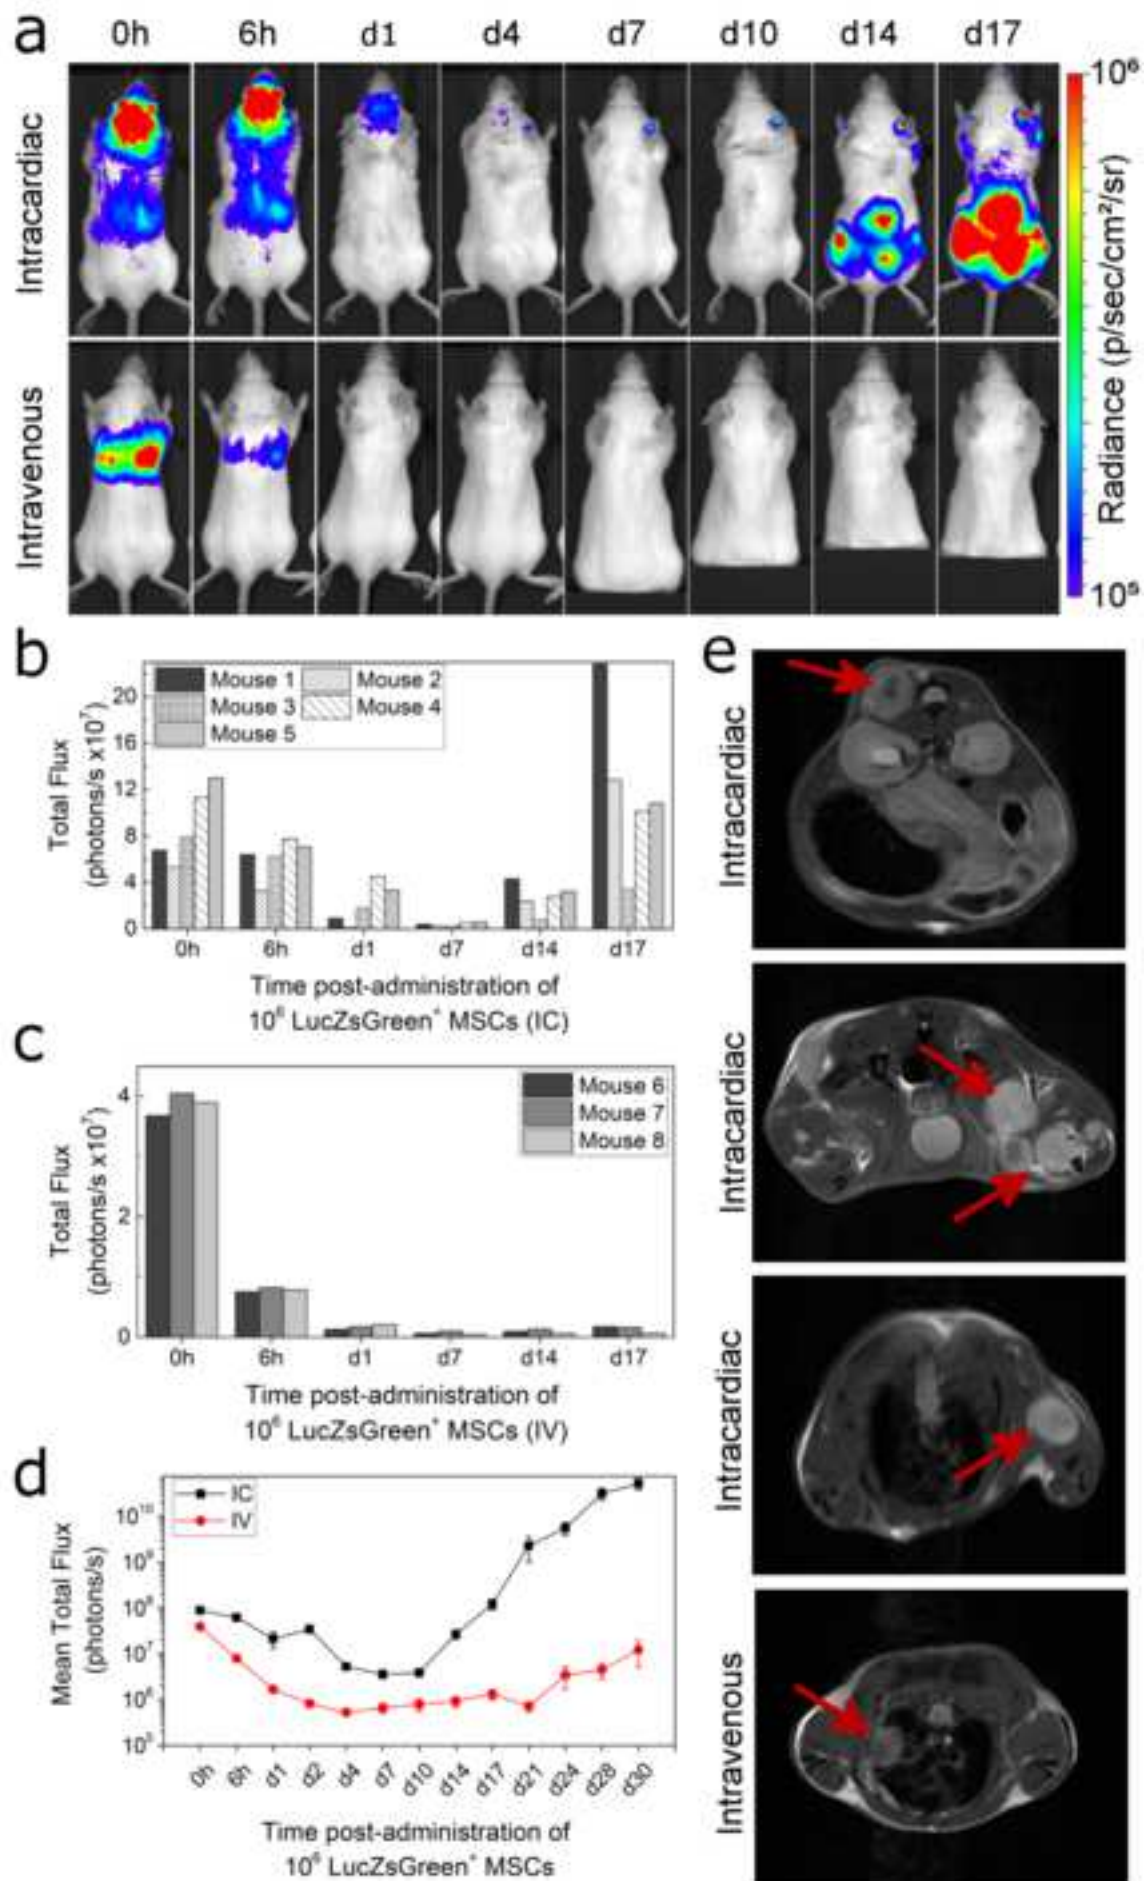 a
0h 6h d1 d4 d7 d10 d14 d17
Intracardiac
Intravenous
10⁶
Radiance (p/sec/cm²/sr)
10⁵
b
Mouse 1 Mouse 2
Mouse 3 Mouse 4
Mouse 5
Total Flux
(photons/s x10⁷)
20
16
12
8
4
0
0h 6h d1 d7 d14 d17
Time post-administration of
10⁶ LucZsGreen⁺ MSCs (IC)
c
Mouse 6
Mouse 7
Mouse 8
Total Flux
(photons/s x10⁷)
4
2
0
0h 6h d1 d7 d14 d17
Time post-administration of
10⁶ LucZsGreen⁺ MSCs (IV)
d
IC
IV
Mean Total Flux
(photons/s)
10¹⁰
10⁹
10⁸
10⁷
10⁶
10⁵
0h 6h d1 d2 d4 d7 d10 d14 d17 d21 d24 d28 d30
Time post-administration of
10⁶ LucZsGreen⁺ MSCs
e
Intracardiac
Intracardiac
Intracardiac
Intravenous